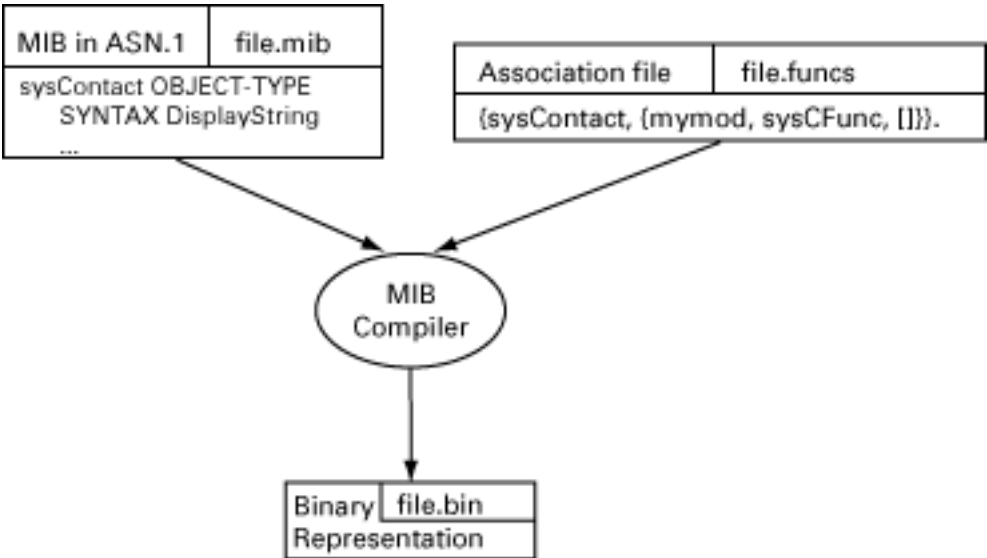 MIB in ASN.1
file.mib
sysContact OBJECT-TYPE
SYNTAX DisplayString
...
Association file
file.funcs
{sysContact, {mymod, sysCFunc, []}}.
MIB
Compiler
Binary
file.bin
Representation